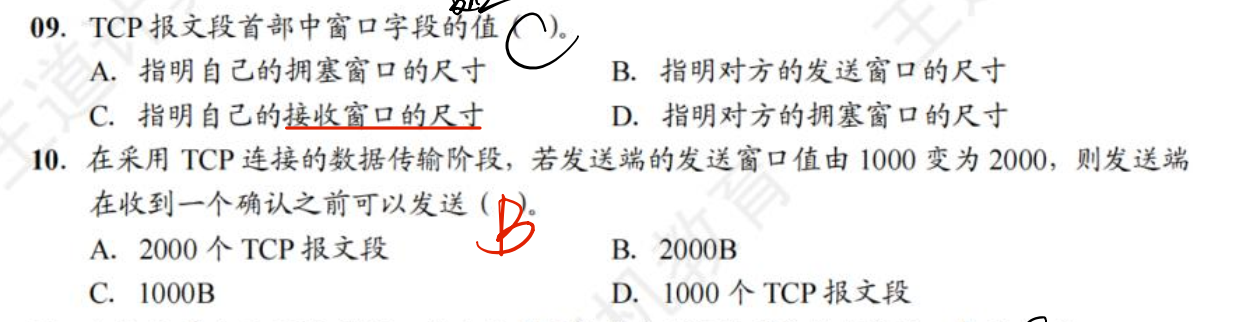 09. TCP 报文段首部中窗口字段的值（C）。
A. 指明自己的拥塞窗口的尺寸 B. 指明对方的发送窗口的尺寸
C. 指明自己的接收窗口的尺寸 D. 指明对方的拥塞窗口的尺寸
10. 在采用 TCP 连接的数据传输阶段，若发送端的发送窗口值由 1000 变为 2000，则发送端
在收到一个确认之前可以发送（B）。
A. 2000 个 TCP 报文段 B. 2000B
C. 1000B D. 1000 个 TCP 报文段